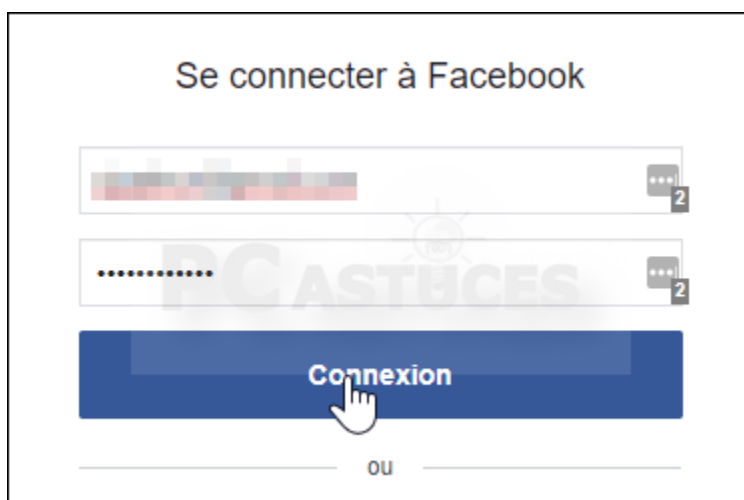 Se connecter à Facebook
2
••••••••••••
2
PC ASTUCES
Connexion
ou